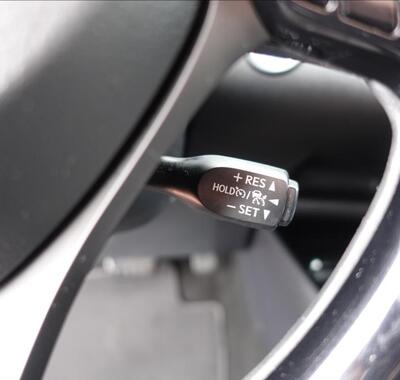 + RES ▲
HOLD / ◀
− SET ▼